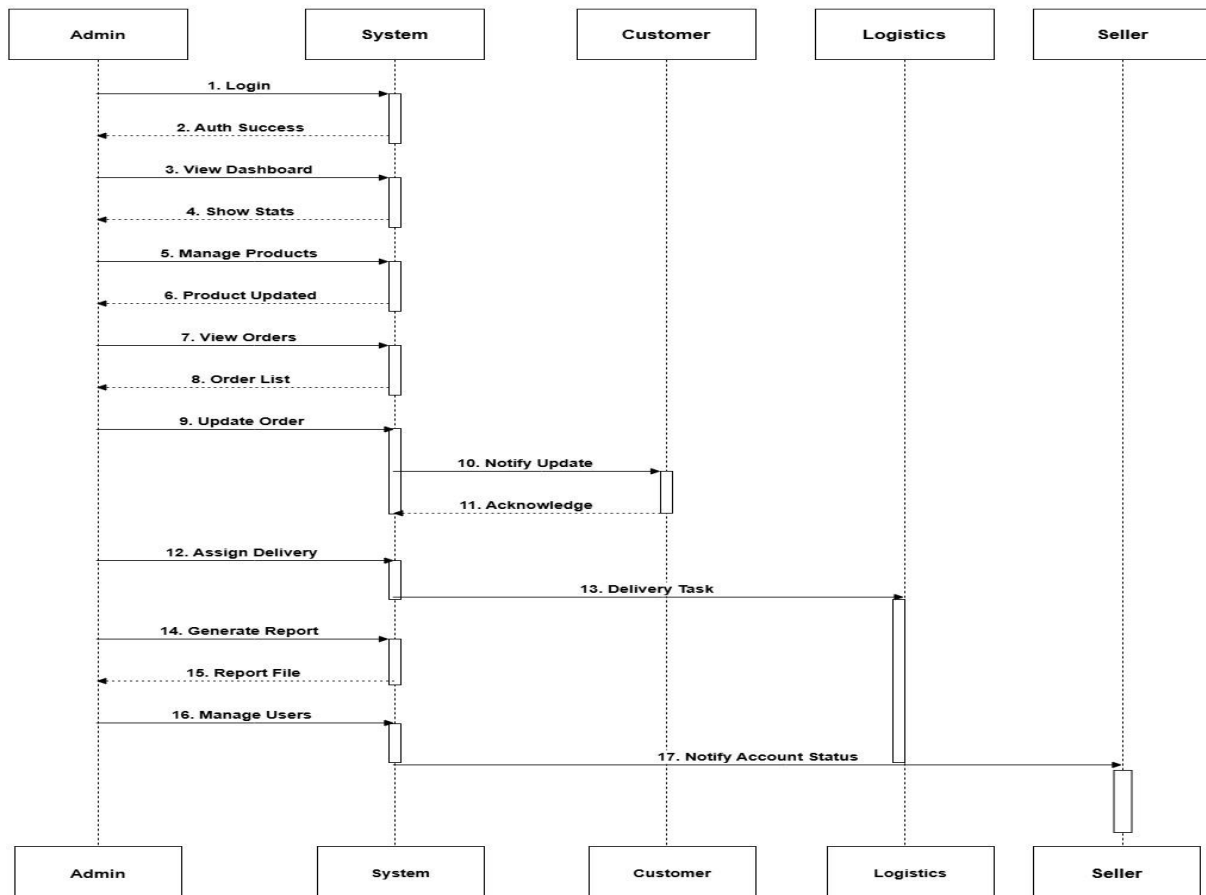 Admin
System
Customer
Logistics
Seller
1. Login
2. Auth Success
3. View Dashboard
4. Show Stats
5. Manage Products
6. Product Updated
7. View Orders
8. Order List
9. Update Order
10. Notify Update
11. Acknowledge
12. Assign Delivery
13. Delivery Task
14. Generate Report
15. Report File
16. Manage Users
17. Notify Account Status
Admin
System
Customer
Logistics
Seller